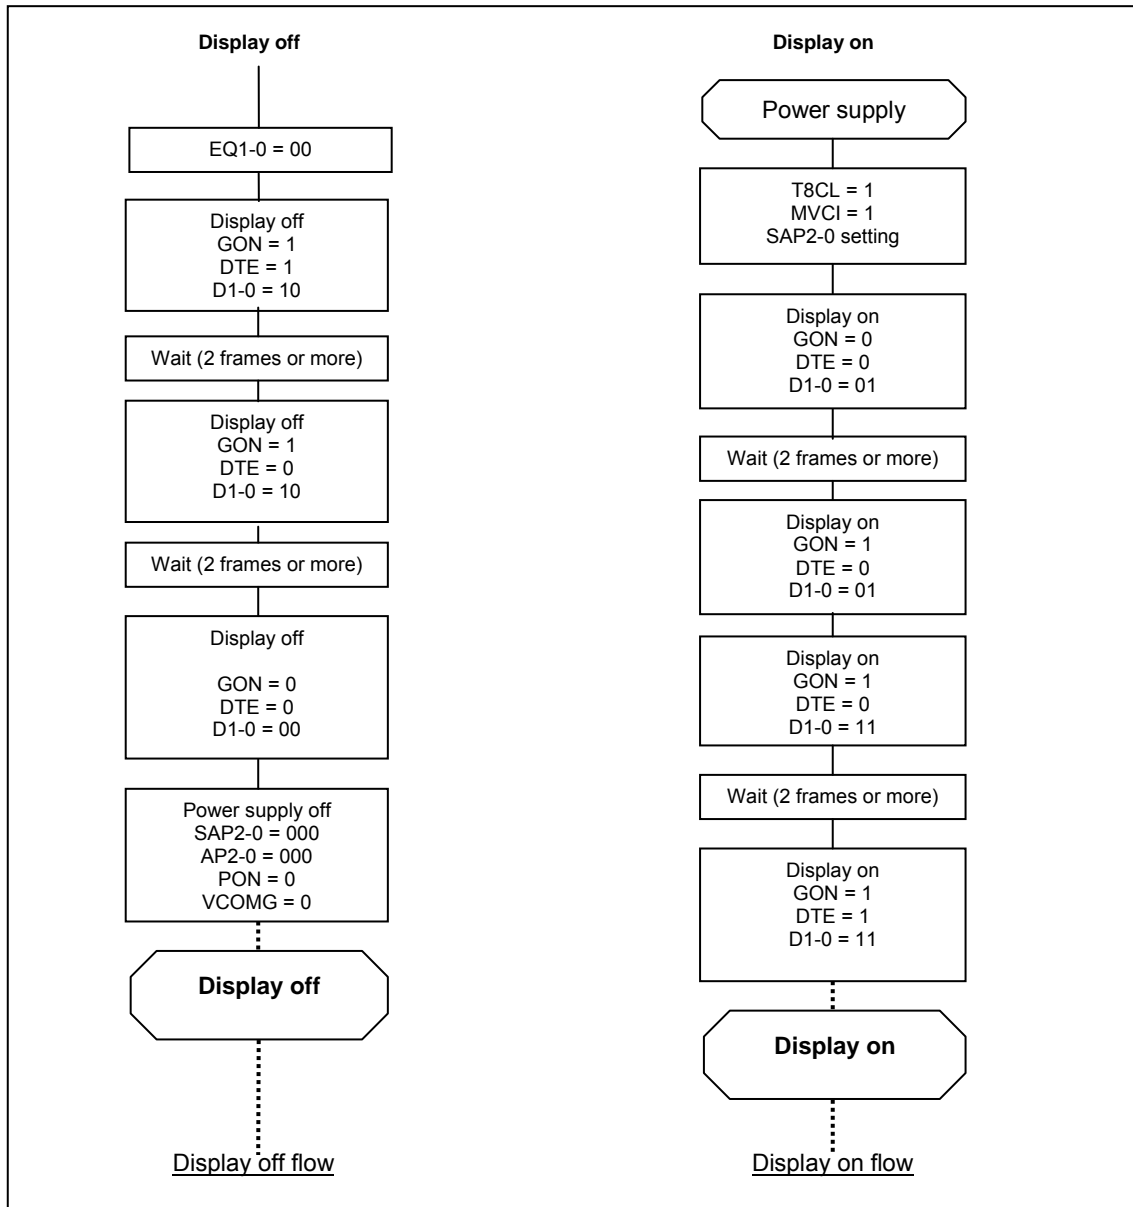 Display off
EQ1-0 = 00
Display off
GON = 1
DTE = 1
D1-0 = 10
Wait (2 frames or more)
Display off
GON = 1
DTE = 0
D1-0 = 10
Wait (2 frames or more)
Display off
GON = 0
DTE = 0
D1-0 = 00
Power supply off
SAP2-0 = 000
AP2-0 = 000
PON = 0
VCOMG = 0
Display off
Display off flow
Display on
Power supply
T8CL = 1
MVCI = 1
SAP2-0 setting
Display on
GON = 0
DTE = 0
D1-0 = 01
Wait (2 frames or more)
Display on
GON = 1
DTE = 0
D1-0 = 01
Display on
GON = 1
DTE = 0
D1-0 = 11
Wait (2 frames or more)
Display on
GON = 1
DTE = 1
D1-0 = 11
Display on
Display on flow